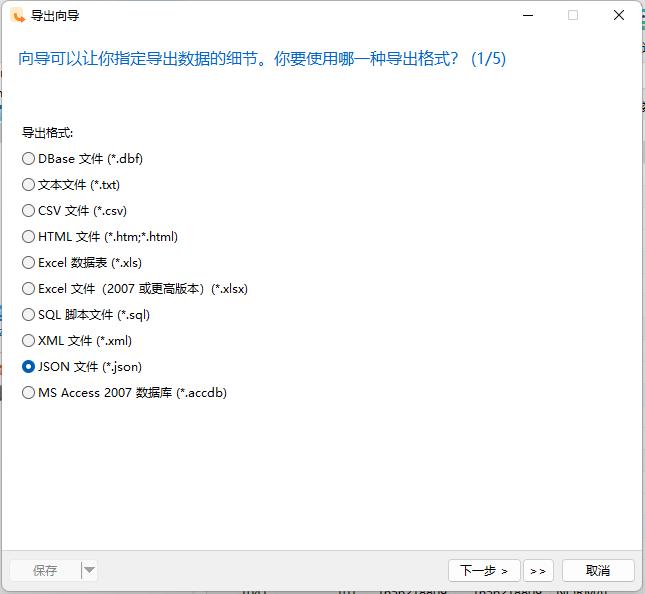 导出向导
向导可以让你指定导出数据的细节。你要使用哪一种导出格式? (1/5)
导出格式:
DBase 文件 (*.dbf)
文本文件 (*.txt)
CSV 文件 (*.csv)
HTML 文件 (*.htm;*.html)
Excel 数据表 (*.xls)
Excel 文件（2007 或更高版本）(*.xlsx)
SQL 脚本文件 (*.sql)
XML 文件 (*.xml)
JSON 文件 (*.json)
MS Access 2007 数据库 (*.accdb)
保存 下一步 > >> 取消